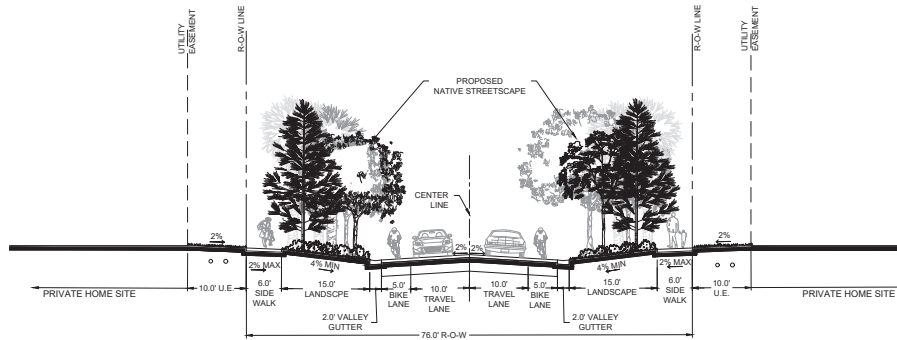 UTILITY
EASEMENT
R-O-W LINE
R-O-W LINE
UTILITY
EASEMENT
PROPOSED
NATIVE STREETSCAPE
CENTER
LINE
2%
2%
2%
2%
2% MAX
4% MIN
4% MIN
2% MAX
PRIVATE HOME SITE
10.0' U.E.
6.0'
SIDE
WALK
15.0'
LANDSCPE
5.0'
BIKE
LANE
10.0'
TRAVEL
LANE
10.0'
TRAVEL
LANE
5.0'
BIKE
LANE
15.0'
LANDSCAPE
6.0'
SIDE
WALK
10.0'
U.E.
PRIVATE HOME SITE
2.0' VALLEY
GUTTER
2.0' VALLEY
GUTTER
76.0' R-O-W